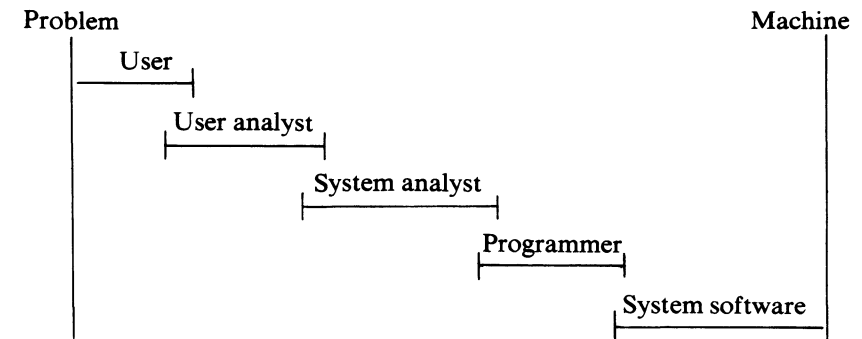 Problem
Machine
User
User analyst
System analyst
Programmer
System software